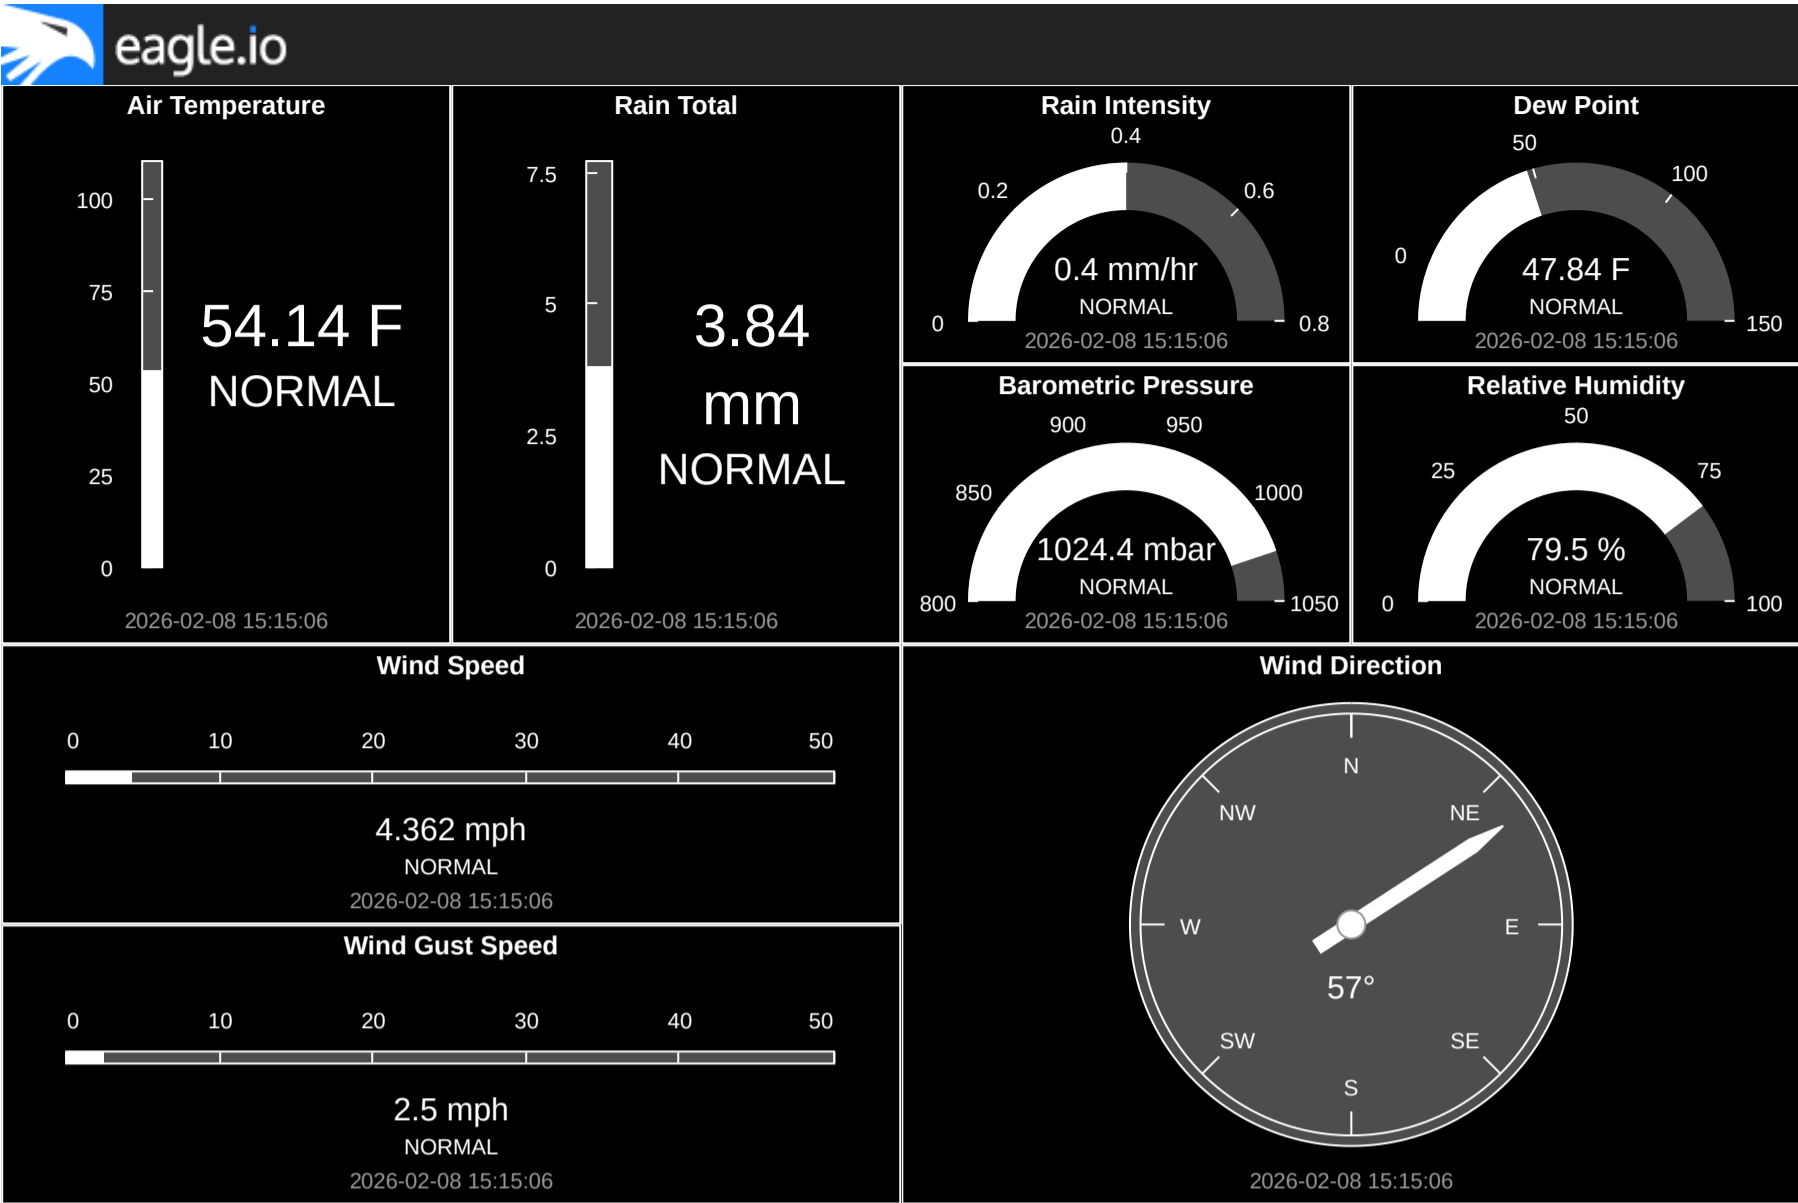 eagle.io
Air Temperature
100
75
50
25
0
54.14 F
NORMAL
2026-02-08 15:15:06
Rain Total
7.5
5
2.5
0
3.84
mm
NORMAL
2026-02-08 15:15:06
Rain Intensity
0.4
0.2
0.6
0
0.8
0.4 mm/hr
NORMAL
2026-02-08 15:15:06
Dew Point
50
100
0
150
47.84 F
NORMAL
2026-02-08 15:15:06
Barometric Pressure
900
950
850
1000
800
1050
1024.4 mbar
NORMAL
2026-02-08 15:15:06
Relative Humidity
50
25
75
0
100
79.5 %
NORMAL
2026-02-08 15:15:06
Wind Speed
0 10 20 30 40 50
4.362 mph
NORMAL
2026-02-08 15:15:06
Wind Gust Speed
0 10 20 30 40 50
2.5 mph
NORMAL
2026-02-08 15:15:06
Wind Direction
N
NW NE
W E
57°
SW SE
S
2026-02-08 15:15:06